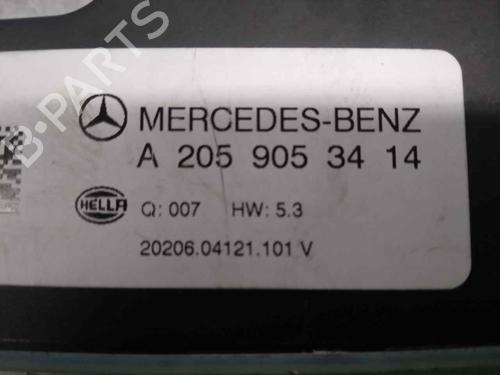 MERCEDES-BENZ
A 205 905 34 14
HELLA
Q: 007 HW: 5.3
20206.04121.101 V
B-PARTS